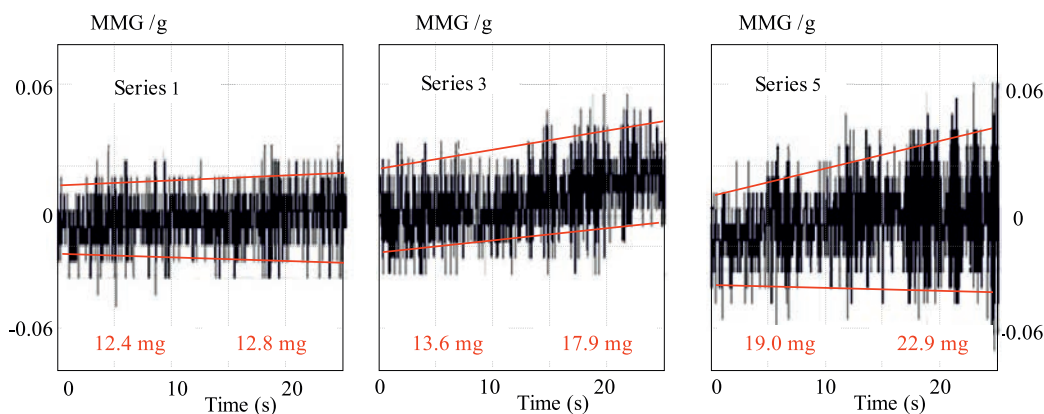 MMG /g
MMG /g
MMG /g
0.06
0
-0.06
Series 1
12.4 mg
12.8 mg
0
10
20
Time (s)
Series 3
13.6 mg
17.9 mg
0
10
20
Time (s)
Series 5
19.0 mg
22.9 mg
0
10
20
Time (s)
0.06
0
-0.06